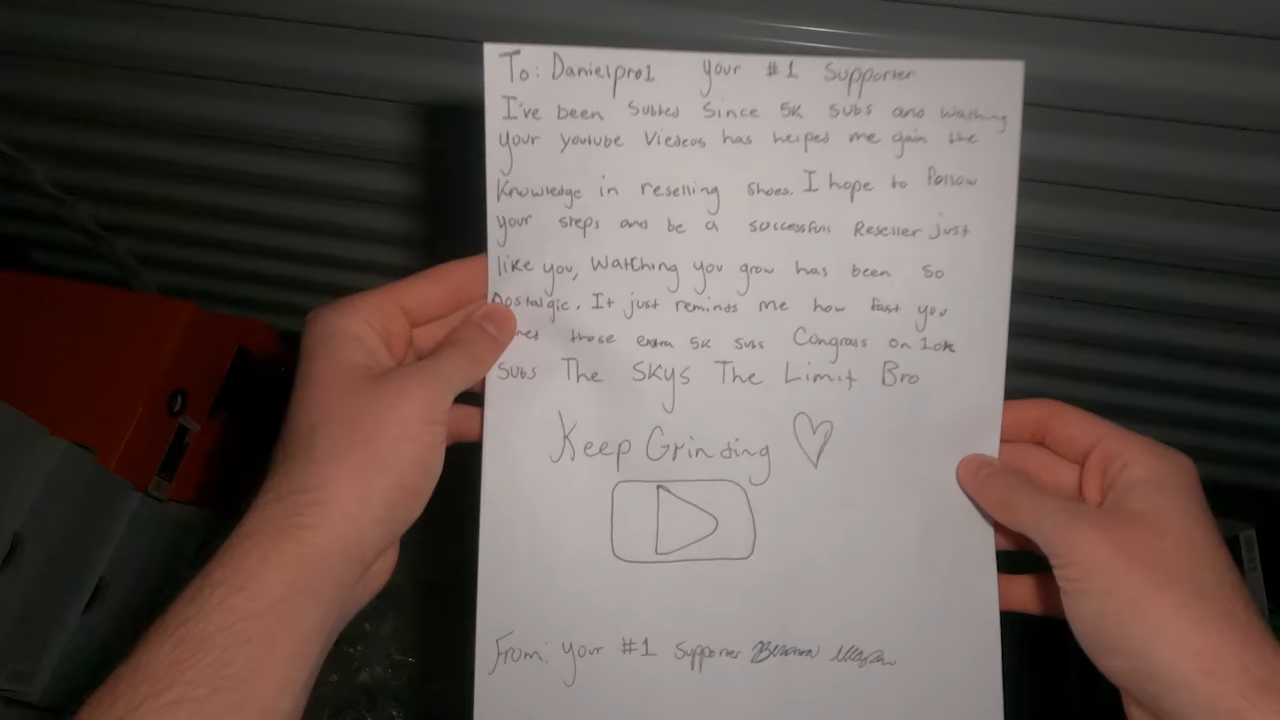 To: Danielpro1 your #1 Supporter
I've been Subbed Since 5K subs and watching
your youtube Viedeos has helped me gain the
Knowledge in reselling shoes. I hope to follow
your steps and be a successfull Reseller just
like you, Watching you grow has been so
nostalgic. It just reminds me how fast you
those extra 5K subs Congrats on 10k
subs The Skys The Limit Bro
Keep Grinding
From: your #1 Supporter